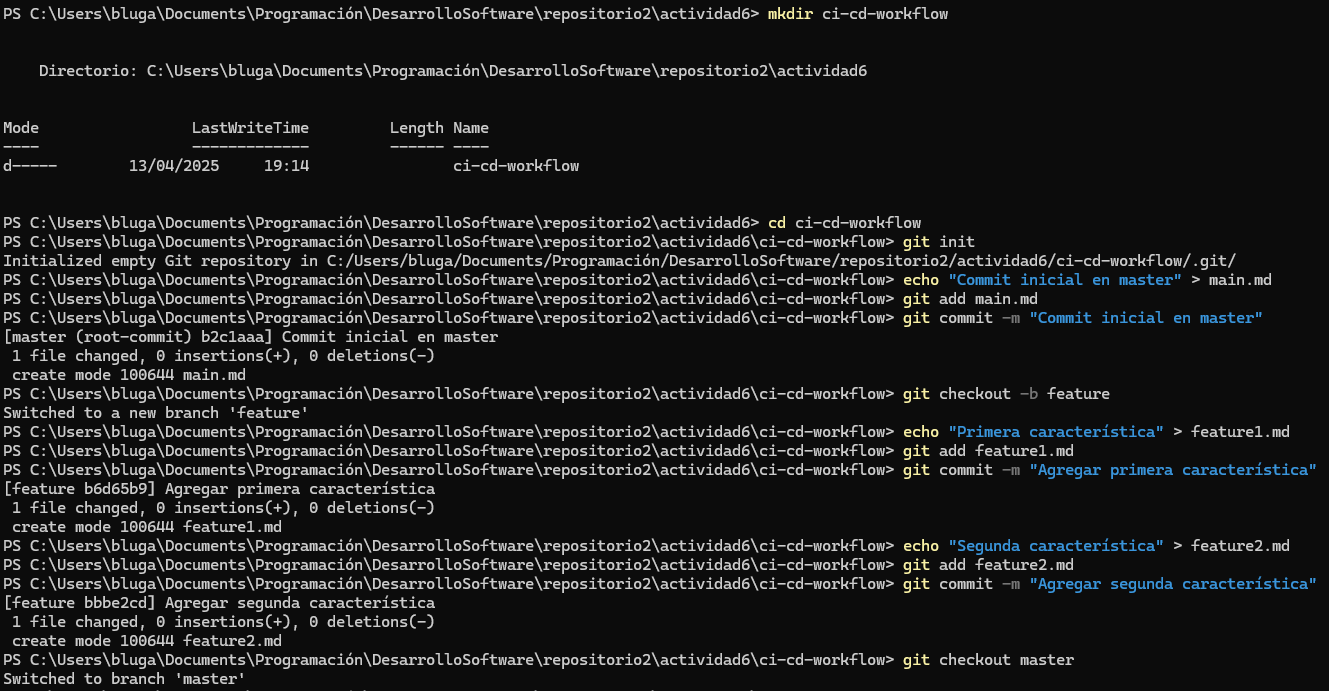 PS C:\Users\bluga\Documents\Programación\DesarrolloSoftware\repositorio2\actividad6> mkdir ci-cd-workflow
Directorio: C:\Users\bluga\Documents\Programación\DesarrolloSoftware\repositorio2\actividad6
Mode LastWriteTime Length Name
---- ------------- ------ ----
d----- 13/04/2025 19:14 ci-cd-workflow
PS C:\Users\bluga\Documents\Programación\DesarrolloSoftware\repositorio2\actividad6> cd ci-cd-workflow
PS C:\Users\bluga\Documents\Programación\DesarrolloSoftware\repositorio2\actividad6\ci-cd-workflow> git init
Initialized empty Git repository in C:/Users/bluga/Documents/Programación/DesarrolloSoftware/repositorio2/actividad6/ci-cd-workflow/.git/
PS C:\Users\bluga\Documents\Programación\DesarrolloSoftware\repositorio2\actividad6\ci-cd-workflow> echo "Commit inicial en master" > main.md
PS C:\Users\bluga\Documents\Programación\DesarrolloSoftware\repositorio2\actividad6\ci-cd-workflow> git add main.md
PS C:\Users\bluga\Documents\Programación\DesarrolloSoftware\repositorio2\actividad6\ci-cd-workflow> git commit -m "Commit inicial en master"
[master (root-commit) b2c1aaa] Commit inicial en master
1 file changed, 0 insertions(+), 0 deletions(-)
create mode 100644 main.md
PS C:\Users\bluga\Documents\Programación\DesarrolloSoftware\repositorio2\actividad6\ci-cd-workflow> git checkout -b feature
Switched to a new branch 'feature'
PS C:\Users\bluga\Documents\Programación\DesarrolloSoftware\repositorio2\actividad6\ci-cd-workflow> echo "Primera característica" > feature1.md
PS C:\Users\bluga\Documents\Programación\DesarrolloSoftware\repositorio2\actividad6\ci-cd-workflow> git add feature1.md
PS C:\Users\bluga\Documents\Programación\DesarrolloSoftware\repositorio2\actividad6\ci-cd-workflow> git commit -m "Agregar primera característica"
[feature b6d65b9] Agregar primera característica
1 file changed, 0 insertions(+), 0 deletions(-)
create mode 100644 feature1.md
PS C:\Users\bluga\Documents\Programación\DesarrolloSoftware\repositorio2\actividad6\ci-cd-workflow> echo "Segunda característica" > feature2.md
PS C:\Users\bluga\Documents\Programación\DesarrolloSoftware\repositorio2\actividad6\ci-cd-workflow> git add feature2.md
PS C:\Users\bluga\Documents\Programación\DesarrolloSoftware\repositorio2\actividad6\ci-cd-workflow> git commit -m "Agregar segunda característica"
[feature bbbe2cd] Agregar segunda característica
1 file changed, 0 insertions(+), 0 deletions(-)
create mode 100644 feature2.md
PS C:\Users\bluga\Documents\Programación\DesarrolloSoftware\repositorio2\actividad6\ci-cd-workflow> git checkout master
Switched to branch 'master'